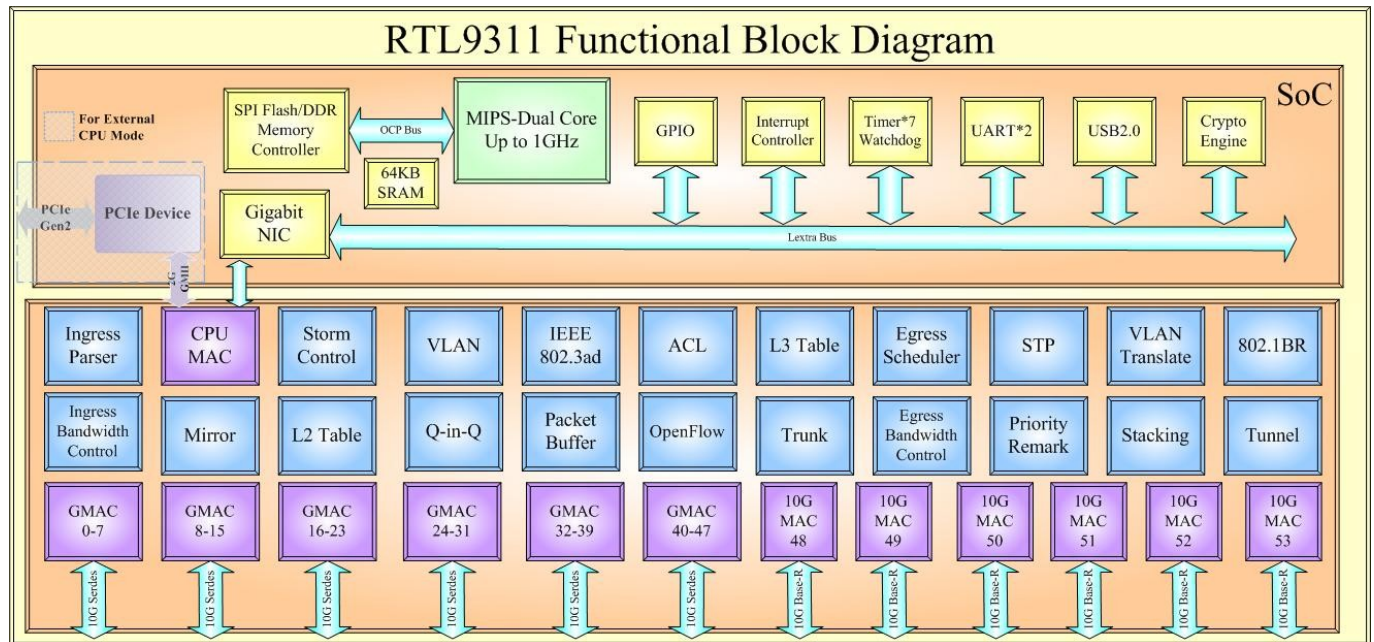 RTL9311 Functional Block Diagram
SoC
For External
CPU Mode
SPI Flash/DDR
Memory
Controller
OCP Bus
MIPS-Dual Core
Up to 1GHz
64KB
SRAM
GPIO
Interrupt
Controller
Timer*7
Watchdog
UART*2
USB2.0
Crypto
Engine
PCIe
Gen2
PCIe Device
Gigabit
NIC
Lextra Bus
2G
GMII
Ingress
Parser
CPU
MAC
Storm
Control
VLAN
IEEE
802.3ad
ACL
L3 Table
Egress
Scheduler
STP
VLAN
Translate
802.1BR
Ingress
Bandwidth
Control
Mirror
L2 Table
Q-in-Q
Packet
Buffer
OpenFlow
Trunk
Egress
Bandwidth
Control
Priority
Remark
Stacking
Tunnel
GMAC
0-7
GMAC
8-15
GMAC
16-23
GMAC
24-31
GMAC
32-39
GMAC
40-47
10G
MAC
48
10G
MAC
49
10G
MAC
50
10G
MAC
51
10G
MAC
52
10G
MAC
53
10G Serdes
10G Serdes
10G Serdes
10G Serdes
10G Serdes
10G Serdes
10G Base-R
10G Base-R
10G Base-R
10G Base-R
10G Base-R
10G Base-R